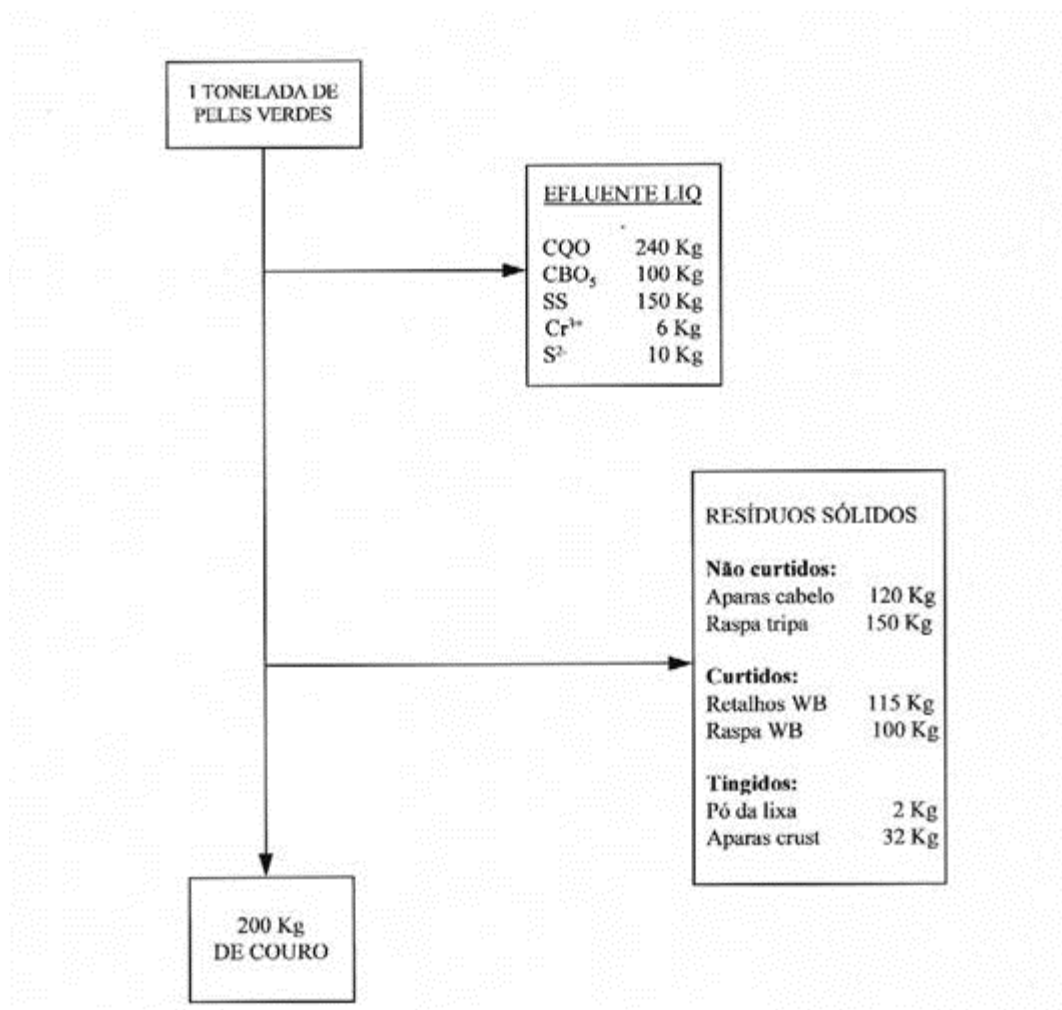 1 TONELADA DE
PELES VERDES
EFLUENTE LIQ
CQO 240 Kg
CBO₅ 100 Kg
SS 150 Kg
Cr³⁺ 6 Kg
S²⁻ 10 Kg
RESÍDUOS SÓLIDOS
Não curtidos:
Aparas cabelo 120 Kg
Raspa tripa 150 Kg
Curtidos:
Retalhos WB 115 Kg
Raspa WB 100 Kg
Tingidos:
Pó da lixa 2 Kg
Aparas crust 32 Kg
200 Kg
DE COURO